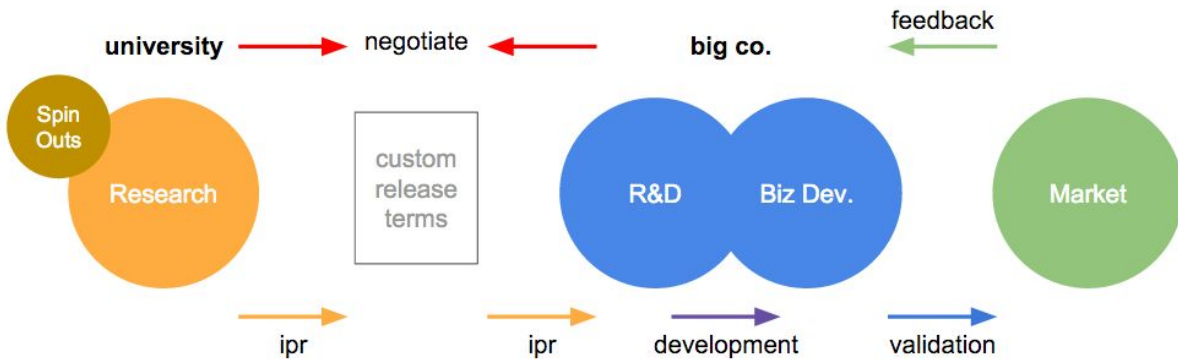 university
negotiate
big co.
feedback
Spin
Outs
Research
custom
release
terms
R&D
Biz Dev.
Market
ipr
ipr
development
validation